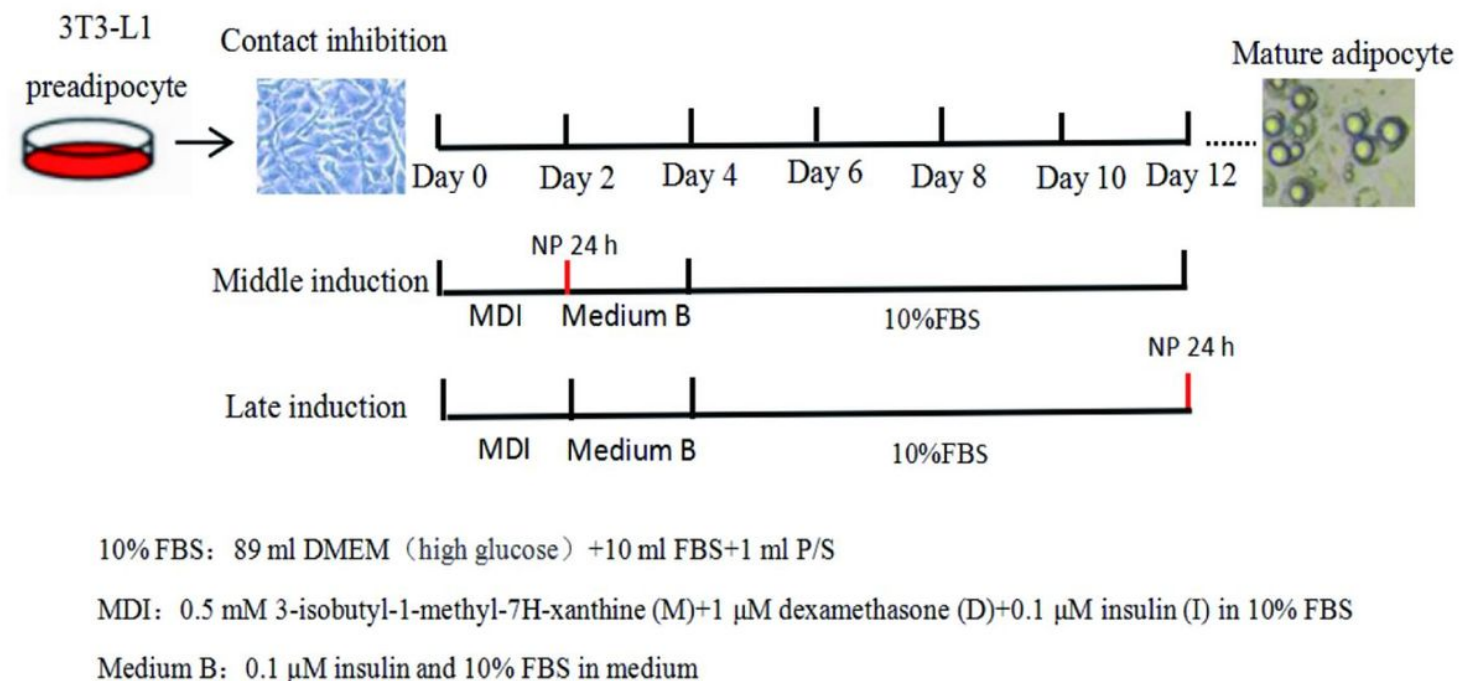 3T3-L1
preadipocyte
Contact inhibition
Mature adipocyte
Day 0 Day 2 Day 4 Day 6 Day 8 Day 10 Day 12
NP 24 h
Middle induction
MDI Medium B 10%FBS
NP 24 h
Late induction
MDI Medium B 10%FBS
10% FBS：89 ml DMEM（high glucose）+10 ml FBS+1 ml P/S
MDI：0.5 mM 3-isobutyl-1-methyl-7H-xanthine (M)+1 μM dexamethasone (D)+0.1 μM insulin (I) in 10% FBS
Medium B：0.1 μM insulin and 10% FBS in medium